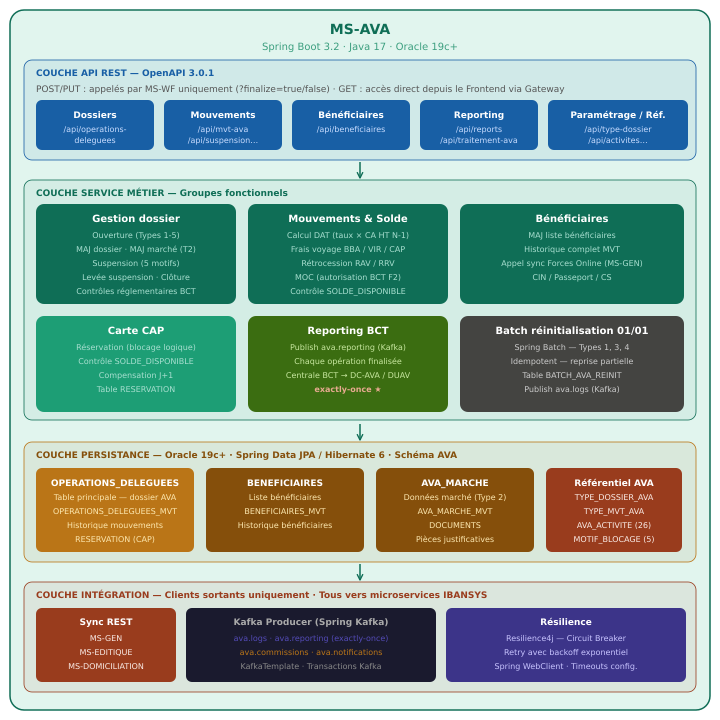 MS-AVA
Spring Boot 3.2 · Java 17 · Oracle 19c+
COUCHE API REST — OpenAPI 3.0.1
POST/PUT : appelés par MS-WF uniquement (?finalize=true/false) · GET : accès direct depuis le Frontend via Gateway
Dossiers
/api/operations-
deleguees
Mouvements
/api/mvt-ava
/api/suspension...
Bénéficiaires
/api/beneficiaires
Reporting
/api/reports
/api/traitement-ava
Paramétrage / Réf.
/api/type-dossier
/api/activites...
COUCHE SERVICE MÉTIER — Groupes fonctionnels
Gestion dossier
Ouverture (Types 1-5)
MAJ dossier · MAJ marché (T2)
Suspension (5 motifs)
Levée suspension · Clôture
Contrôles réglementaires BCT
Mouvements & Solde
Calcul DAT (taux × CA HT N-1)
Frais voyage BBA / VIR / CAP
Rétrocession RAV / RRV
MOC (autorisation BCT F2)
Contrôle SOLDE_DISPONIBLE
Bénéficiaires
MAJ liste bénéficiaires
Historique complet MVT
Appel sync Forces Online (MS-GEN)
CIN / Passeport / CS
Carte CAP
Réservation (blocage logique)
Contrôle SOLDE_DISPONIBLE
Compensation J+1
Table RESERVATION
Reporting BCT
Publish ava.reporting (Kafka)
Chaque opération finalisée
Centrale BCT → DC-AVA / DUAV
exactly-once ★
Batch réinitialisation 01/01
Spring Batch — Types 1, 3, 4
Idempotent — reprise partielle
Table BATCH_AVA_REINIT
Publish ava.logs (Kafka)
COUCHE PERSISTANCE — Oracle 19c+ · Spring Data JPA / Hibernate 6 · Schéma AVA
OPERATIONS_DELEGUEES
Table principale — dossier AVA
OPERATIONS_DELEGUEES_MVT
Historique mouvements
RESERVATION (CAP)
BENEFICIAIRES
Liste bénéficiaires
BENEFICIAIRES_MVT
Historique bénéficiaires
AVA_MARCHE
Données marché (Type 2)
AVA_MARCHE_MVT
DOCUMENTS
Pièces justificatives
Référentiel AVA
TYPE_DOSSIER_AVA
TYPE_MVT_AVA
AVA_ACTIVITE (26)
MOTIF_BLOCAGE (5)
COUCHE INTÉGRATION — Clients sortants uniquement · Tous vers microservices IBANSYS
Sync REST
MS-GEN
MS-EDITIQUE
MS-DOMICILIATION
Kafka Producer (Spring Kafka)
ava.logs · ava.reporting (exactly-once)
ava.commissions · ava.notifications
KafkaTemplate · Transactions Kafka
Résilience
Resilience4j — Circuit Breaker
Retry avec backoff exponentiel
Spring WebClient · Timeouts config.